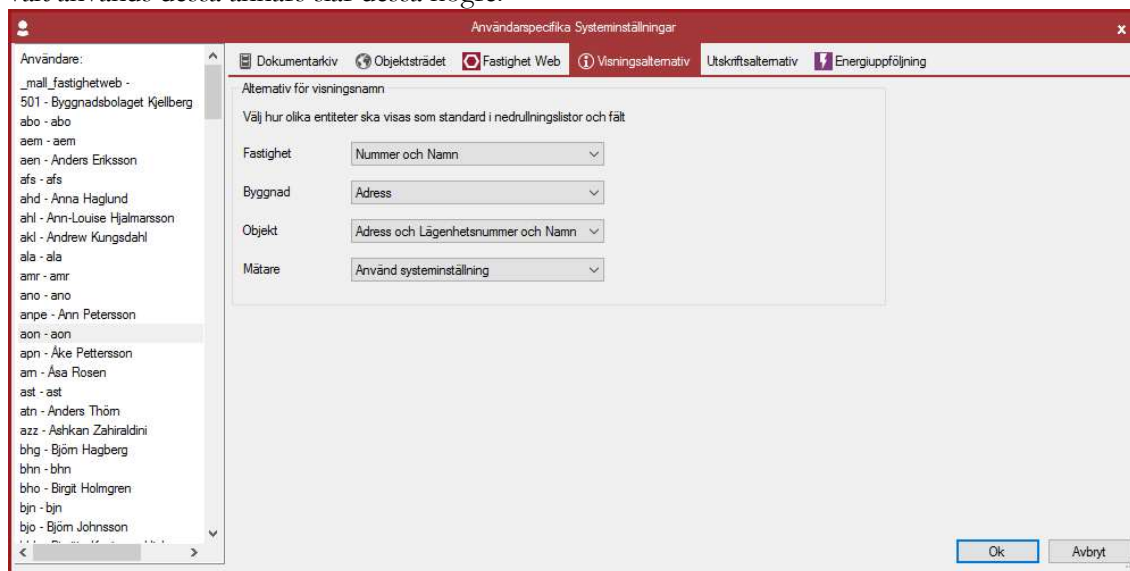 Användarspecifika Systeminställningar
x
Användare:
_mall_fastighetweb -
501 - Byggnadsbolaget Kjellberg
abo - abo
aem - aem
aen - Anders Eriksson
afs - afs
ahd - Anna Haglund
ahl - Ann-Louise Hjalmarsson
akl - Andrew Kungsdahl
ala - ala
amr - amr
ano - ano
anpe - Ann Petersson
aon - aon
apn - Åke Pettersson
arn - Åsa Rosen
ast - ast
atn - Anders Thörn
azz - Ashkan Zahiraldini
bhg - Björn Hagberg
bhn - bhn
bho - Birgit Holmgren
bjn - bjn
bjo - Björn Johnsson
Dokumentarkiv Objektsträdet Fastighet Web Visningsalternativ Utskriftsalternativ Energiuppföljning
Alternativ för visningsnamn
Välj hur olika entiteter ska visas som standard i nedrullningslistor och fält
Fastighet Nummer och Namn
Byggnad Adress
Objekt Adress och Lägenhetsnummer och Namn
Mätare Använd systeminställning
Ok Avbryt